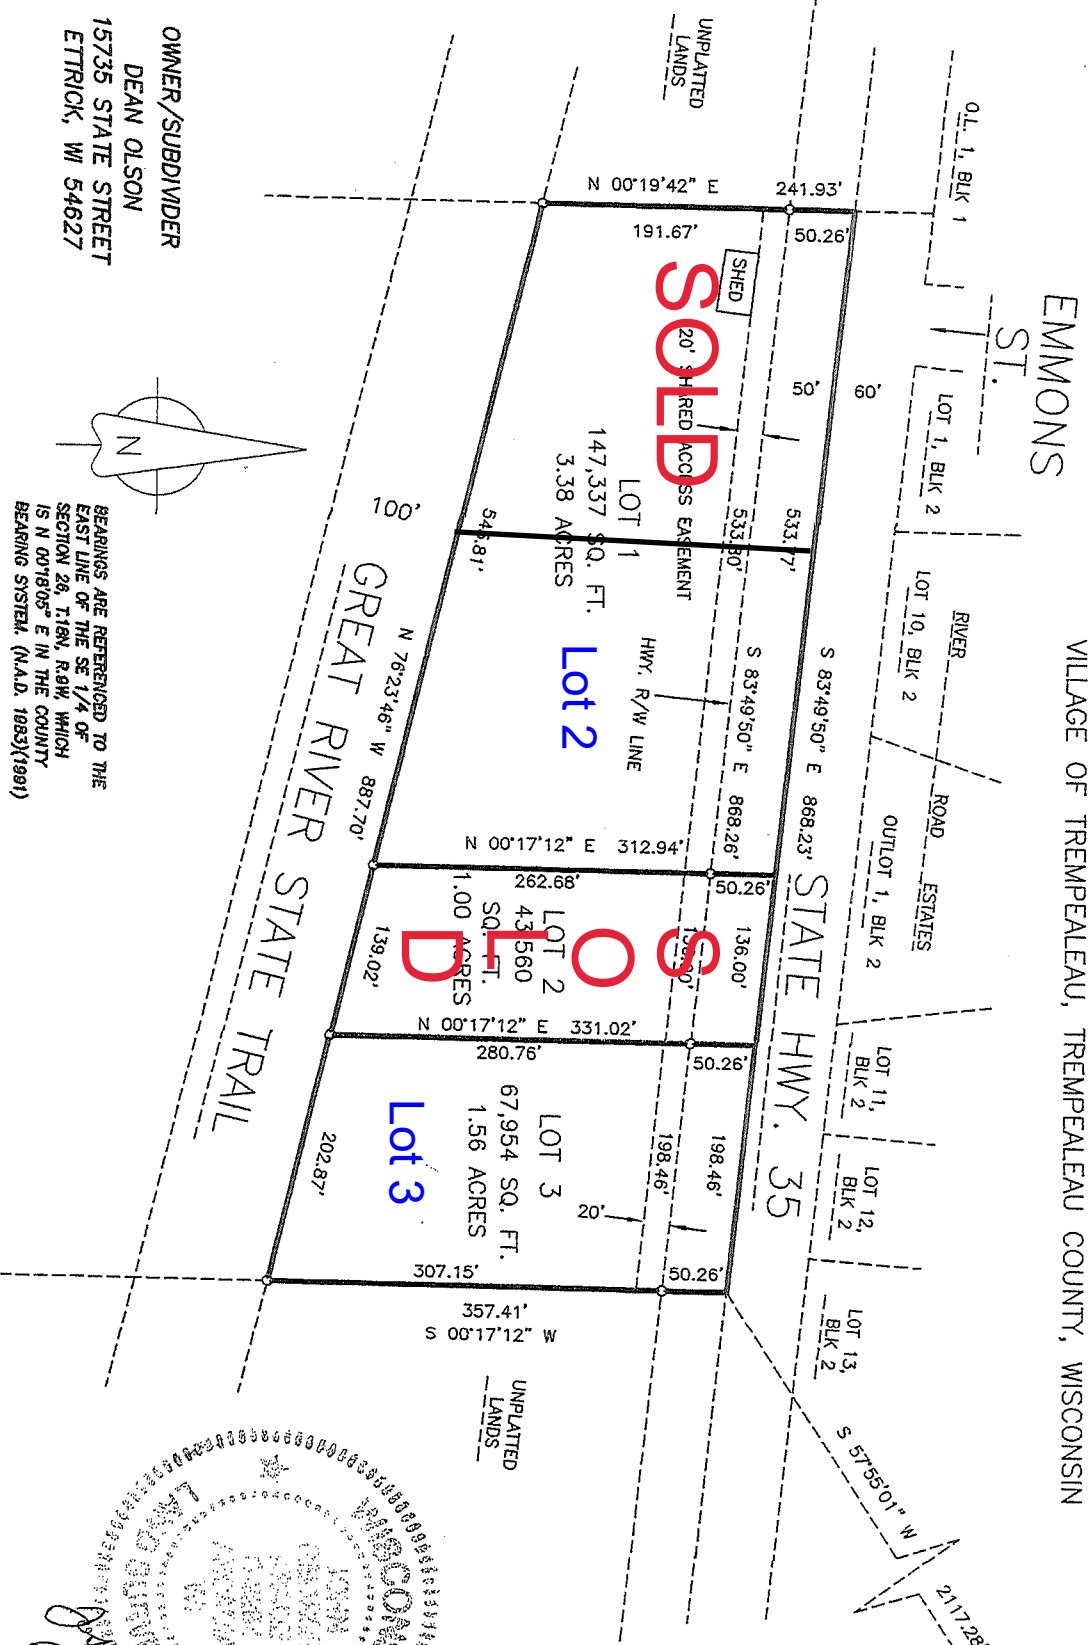 VILLAGE OF TREMPEALEAU, TREMPEALEAU COUNTY, WISCONSIN
EMMONS
ST.
O.L. 1, BLK 1
LOT 1, BLK 2
LOT 10, BLK 2
RIVER
ROAD
ESTATES
OUTLOT 1, BLK 2
LOT 11,
BLK 2
LOT 12,
BLK 2
LOT 13,
BLK 2
S 57°55'01" W
2117.28
60'
50'
STATE HWY. 35
S 83°49'50" E 868.23'
S 83°49'50" E 868.26'
533.77'
533.80'
136.00'
198.46'
198.46'
UNPLATTED
LANDS
N 00°19'42" E
241.93'
191.67'
50.26'
SHED
20' SHARED ACCESS EASEMENT
SOLD
LOT 1
147,337 SQ. FT.
3.38 ACRES
HWY. R/W LINE
Lot 2
N 00°17'12" E 312.94'
262.68'
50.26'
LOT 2
43,560
SQ. FT.
1.00 ACRES
SOLD
N 00°17'12" E 331.02'
280.76'
50.26'
LOT 3
67,954 SQ. FT.
1.56 ACRES
Lot 3
20'
307.15'
50.26'
357.41'
S 00°17'12" W
UNPLATTED
LANDS
139.02'
202.87'
N 76°23'46" W 887.70'
100'
GREAT RIVER STATE TRAIL
OWNER/SUBDIVIDER
DEAN OLSON
15735 STATE STREET
ETTRICK, WI 54627
N
BEARINGS ARE REFERENCED TO THE
EAST LINE OF THE SE 1/4 OF
SECTION 26, T.18N, R.9W, WHICH
IS N 00°18'05" E IN THE COUNTY
BEARING SYSTEM. (N.A.D. 1983)(1991)
WISCON